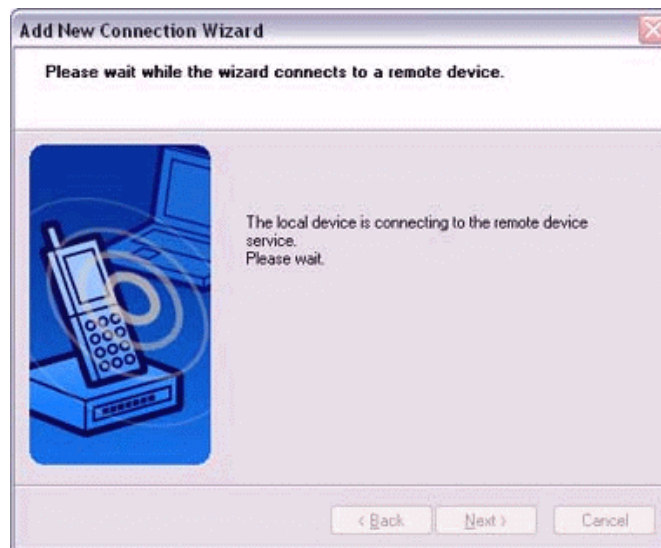 Add New Connection Wizard
Please wait while the wizard connects to a remote device.
The local device is connecting to the remote device
service.
Please wait.
< Back
Next >
Cancel